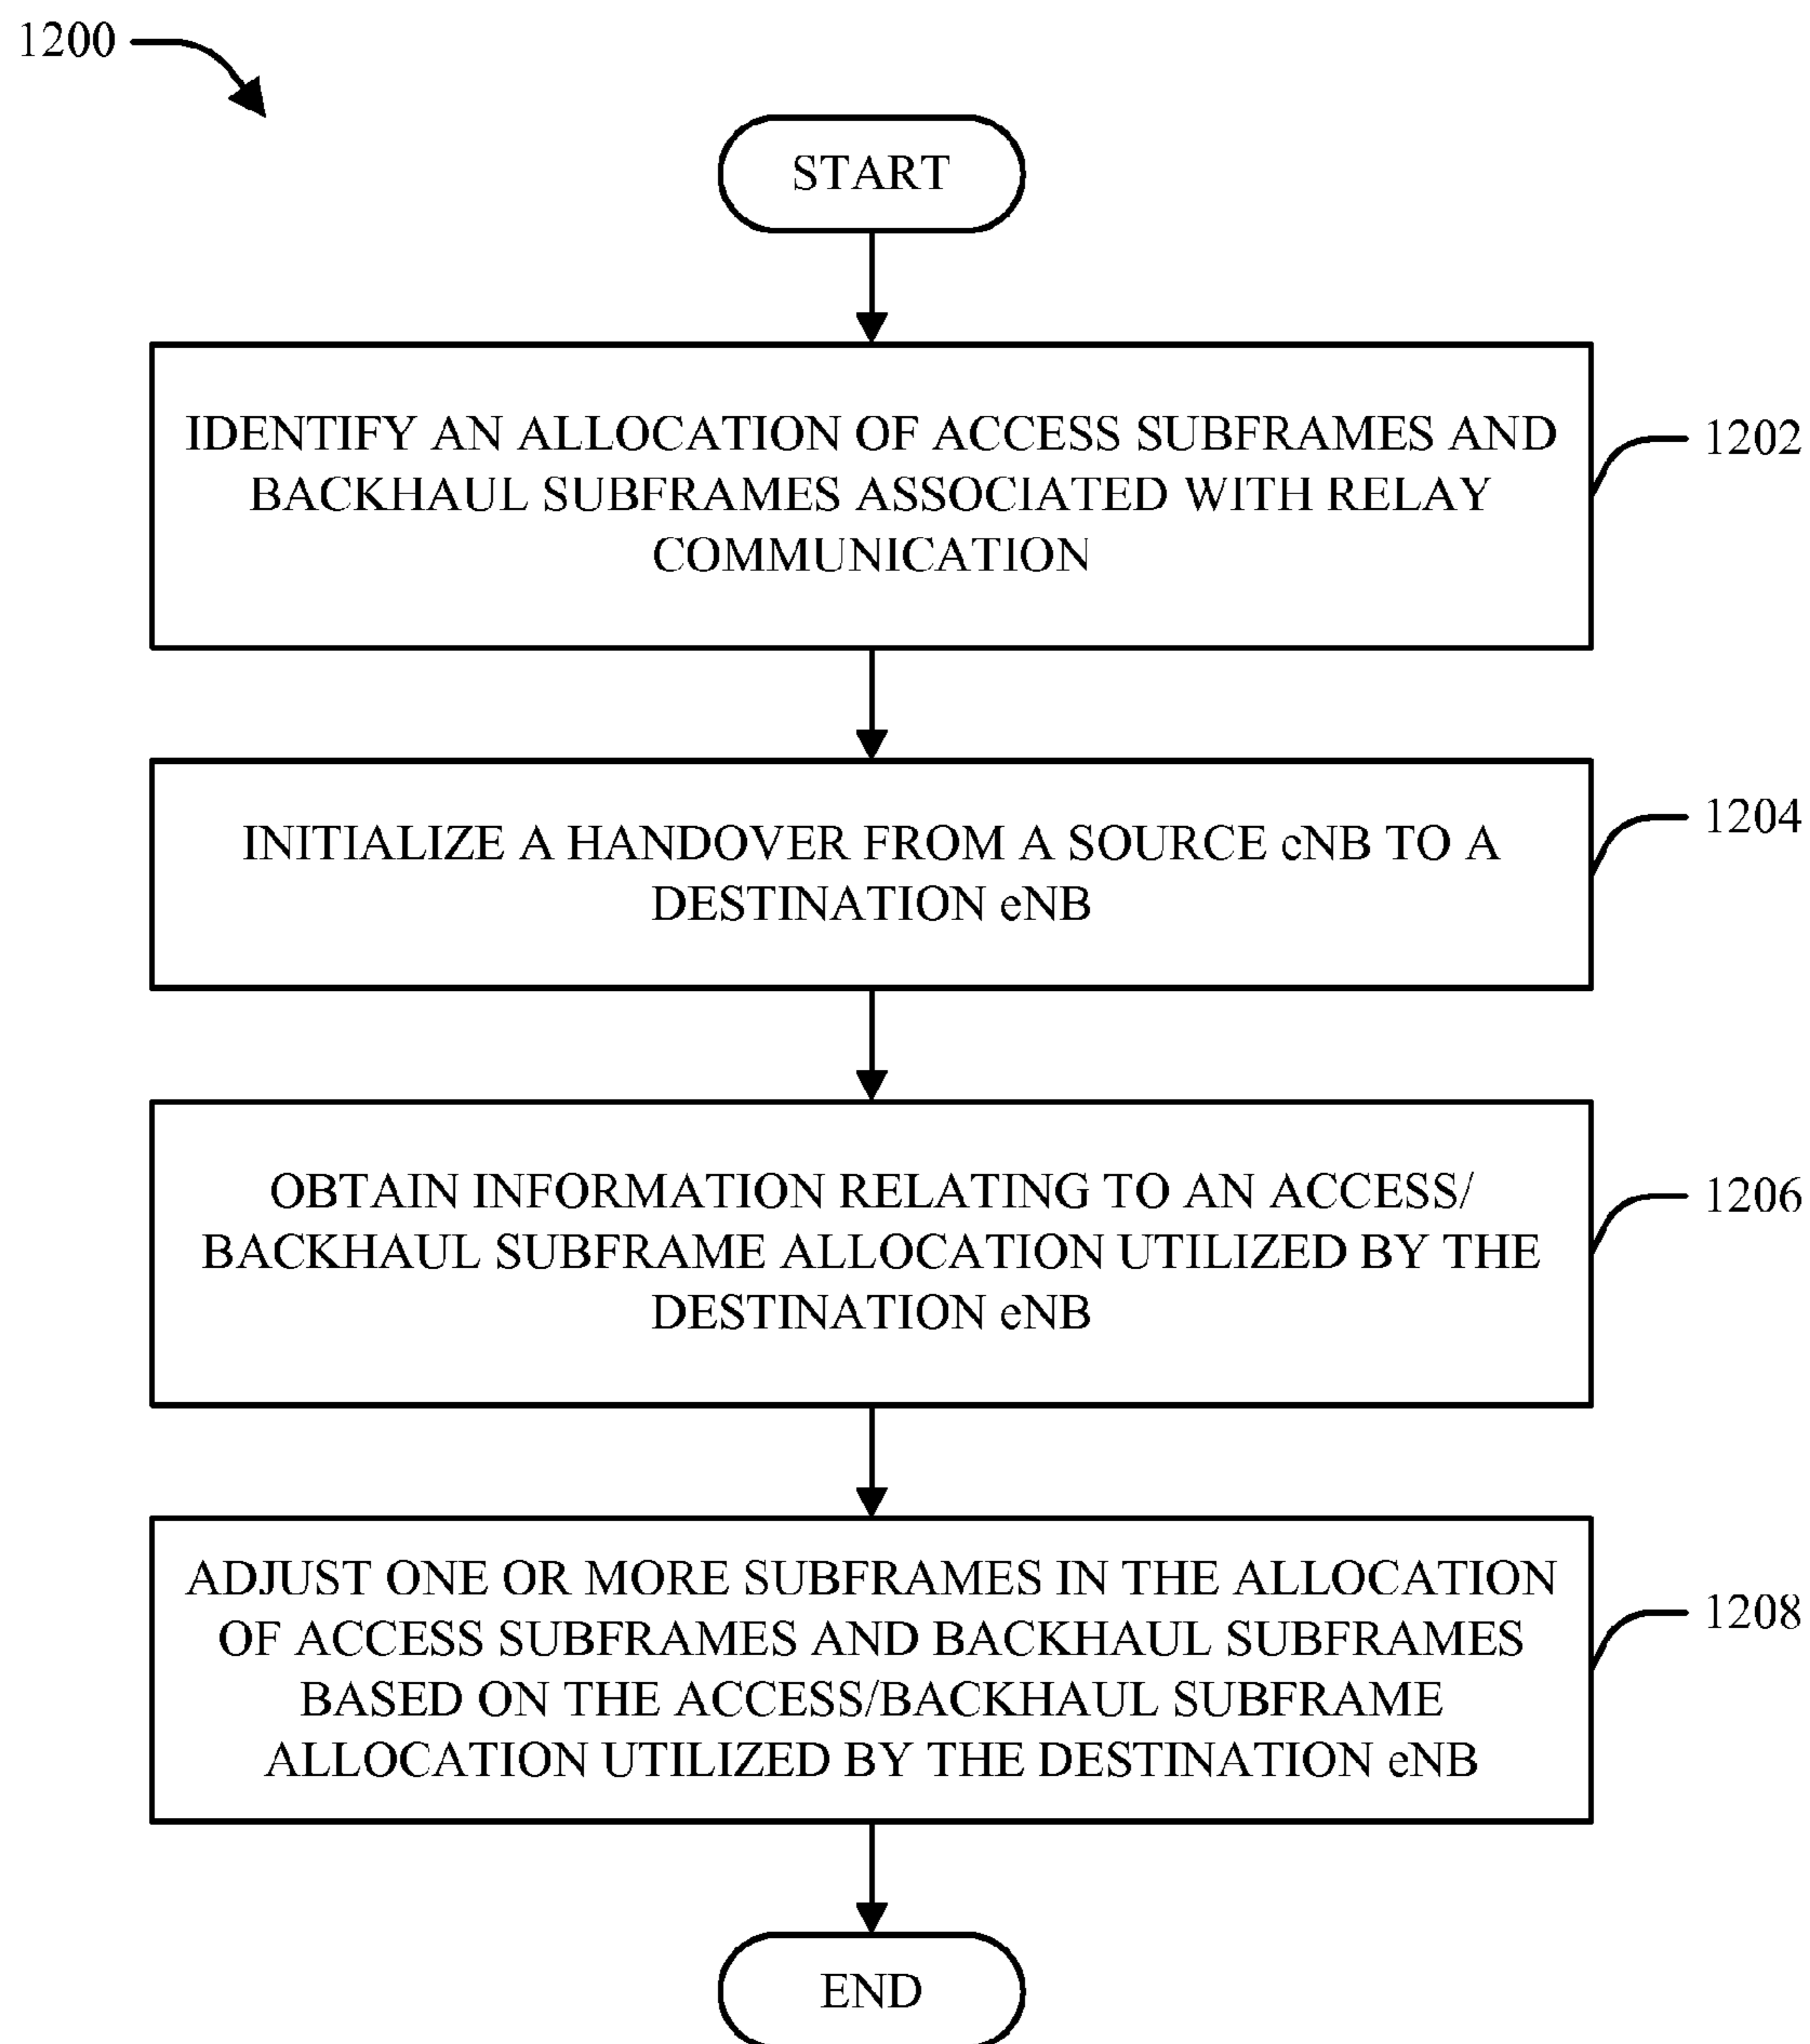 1200
START
IDENTIFY AN ALLOCATION OF ACCESS SUBFRAMES AND
BACKHAUL SUBFRAMES ASSOCIATED WITH RELAY
COMMUNICATION
1202
INITIALIZE A HANDOVER FROM A SOURCE cNB TO A
DESTINATION eNB
1204
OBTAIN INFORMATION RELATING TO AN ACCESS/
BACKHAUL SUBFRAME ALLOCATION UTILIZED BY THE
DESTINATION eNB
1206
ADJUST ONE OR MORE SUBFRAMES IN THE ALLOCATION
OF ACCESS SUBFRAMES AND BACKHAUL SUBFRAMES
BASED ON THE ACCESS/BACKHAUL SUBFRAME
ALLOCATION UTILIZED BY THE DESTINATION eNB
1208
END